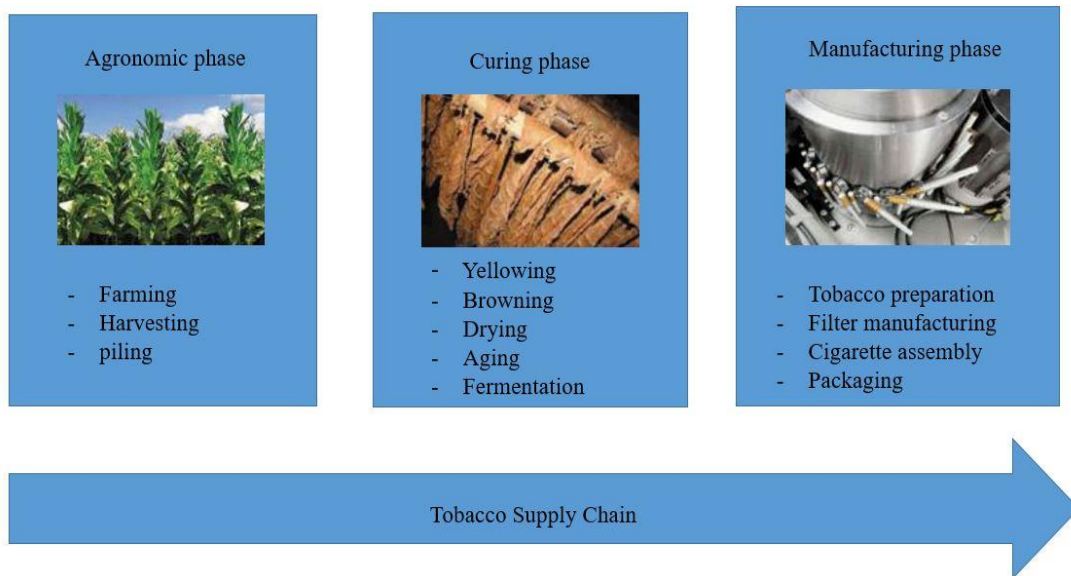 Agronomic phase
- Farming
- Harvesting
- piling
Curing phase
- Yellowing
- Browning
- Drying
- Aging
- Fermentation
Manufacturing phase
- Tobacco preparation
- Filter manufacturing
- Cigarette assembly
- Packaging
Tobacco Supply Chain